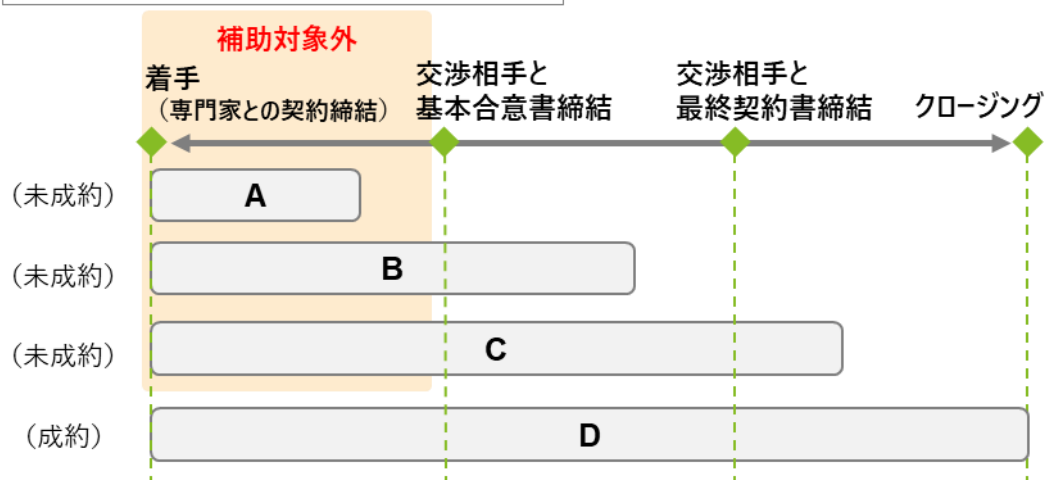 補助対象外
着手
（専門家との契約締結）
交渉相手と
基本合意書締結
交渉相手と
最終契約書締結
クロージング
（未成約）
A
（未成約）
B
（未成約）
C
（成約）
D